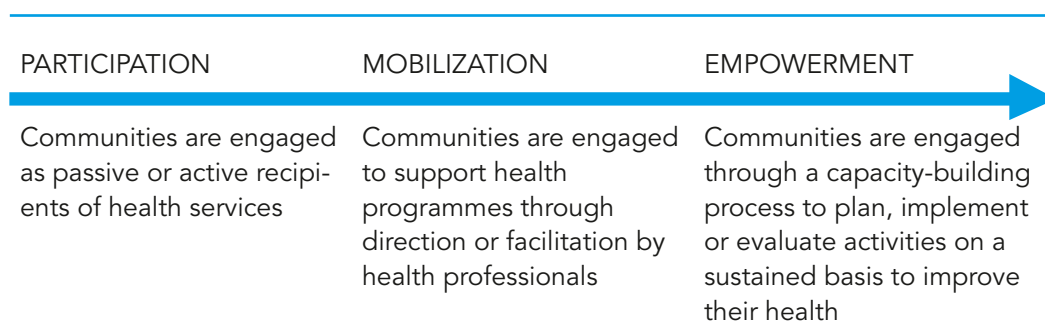 PARTICIPATION
Communities are engaged
as passive or active recipi-
ents of health services
MOBILIZATION
Communities are engaged
to support health
programmes through
direction or facilitation by
health professionals
EMPOWERMENT
Communities are engaged
through a capacity-building
process to plan, implement
or evaluate activities on a
sustained basis to improve
their health